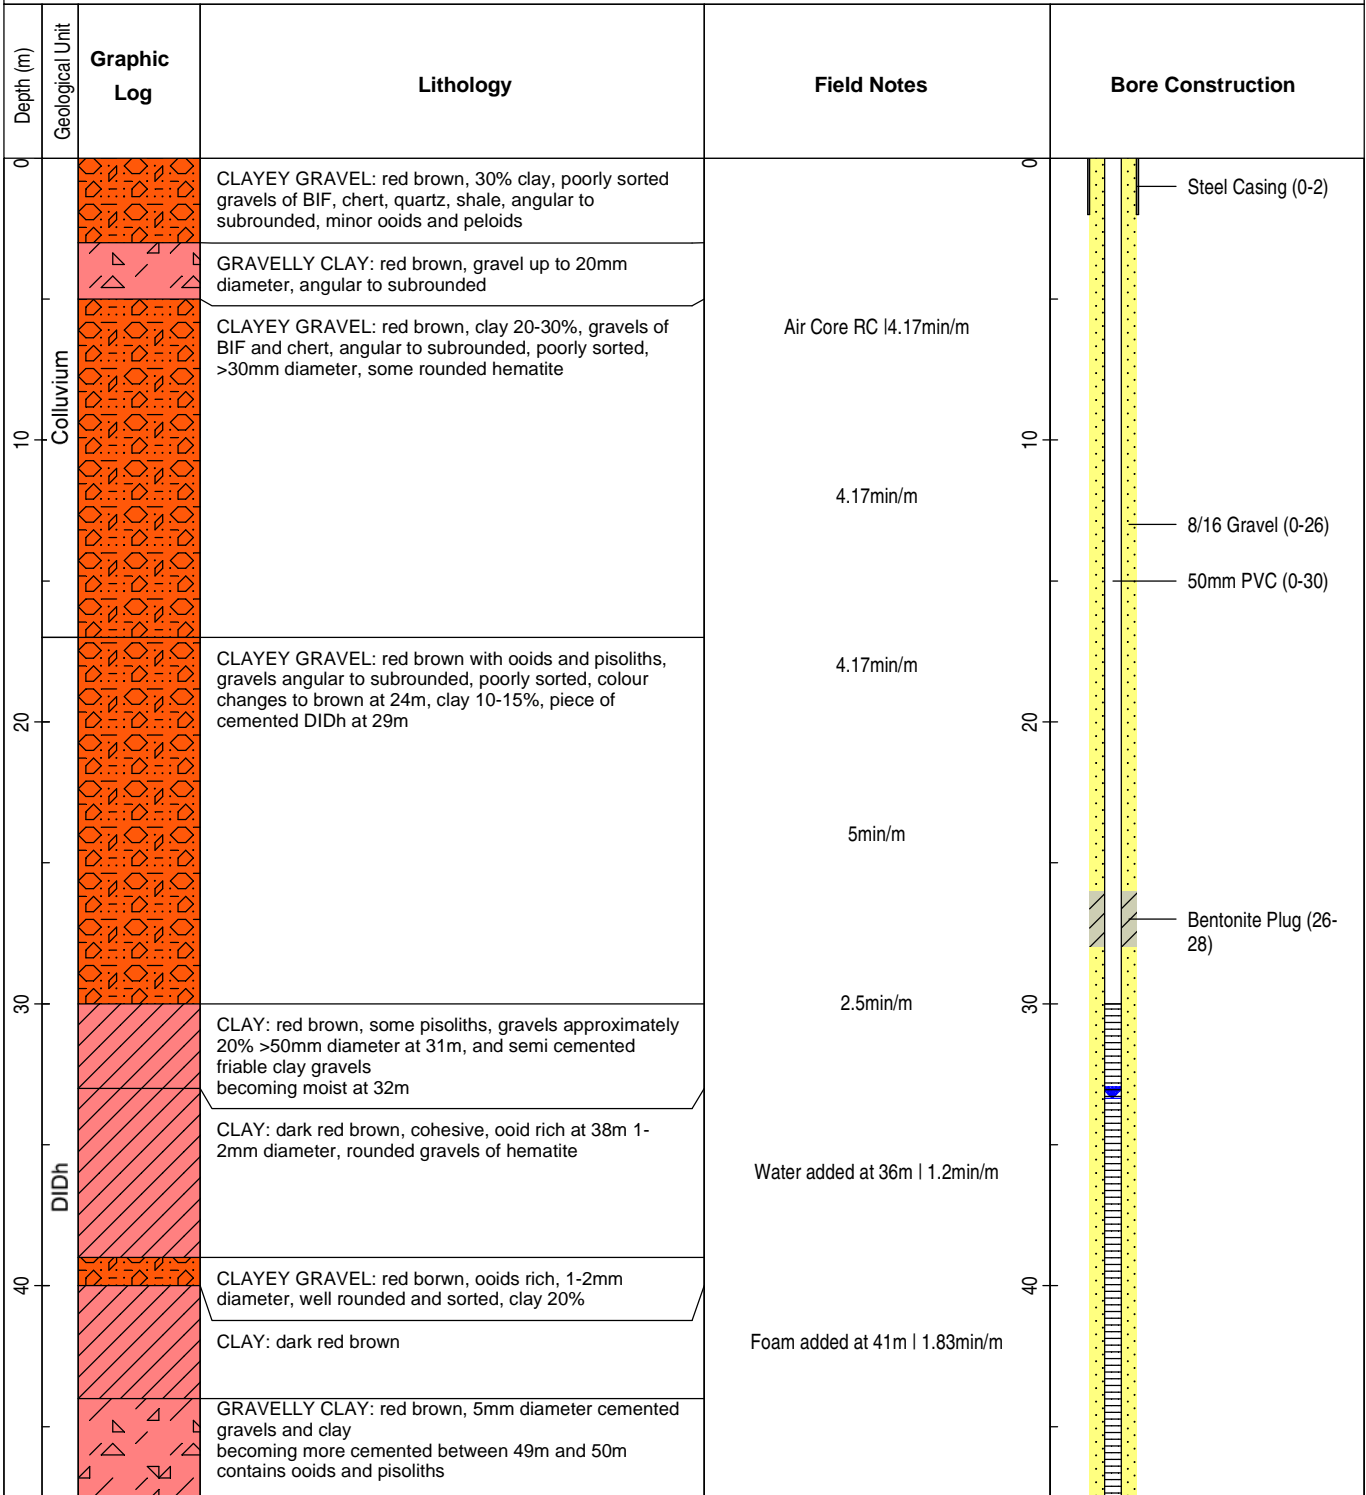 Depth (m)
Geological Unit
Graphic
Log
Lithology
Field Notes
Bore Construction
0
CLAYEY GRAVEL: red brown, 30% clay, poorly sorted
gravels of BIF, chert, quartz, shale, angular to
subrounded, minor ooids and peloids
0
Steel Casing (0-2)
GRAVELLY CLAY: red brown, gravel up to 20mm
diameter, angular to subrounded
CLAYEY GRAVEL: red brown, clay 20-30%, gravels of
BIF and chert, angular to subrounded, poorly sorted,
>30mm diameter, some rounded hematite
Air Core RC |4.17min/m
Colluvium
10
10
4.17min/m
8/16 Gravel (0-26)
50mm PVC (0-30)
CLAYEY GRAVEL: red brown with ooids and pisoliths,
gravels angular to subrounded, poorly sorted, colour
changes to brown at 24m, clay 10-15%, piece of
cemented DIDh at 29m
4.17min/m
20
20
5min/m
Bentonite Plug (26-
28)
30
2.5min/m
30
CLAY: red brown, some pisoliths, gravels approximately
20% >50mm diameter at 31m, and semi cemented
friable clay gravels
becoming moist at 32m
CLAY: dark red brown, cohesive, ooid rich at 38m 1-
2mm diameter, rounded gravels of hematite
DIDh
Water added at 36m | 1.2min/m
40
CLAYEY GRAVEL: red borwn, ooids rich, 1-2mm
diameter, well rounded and sorted, clay 20%
40
CLAY: dark red brown
Foam added at 41m | 1.83min/m
GRAVELLY CLAY: red brown, 5mm diameter cemented
gravels and clay
becoming more cemented between 49m and 50m
contains ooids and pisoliths